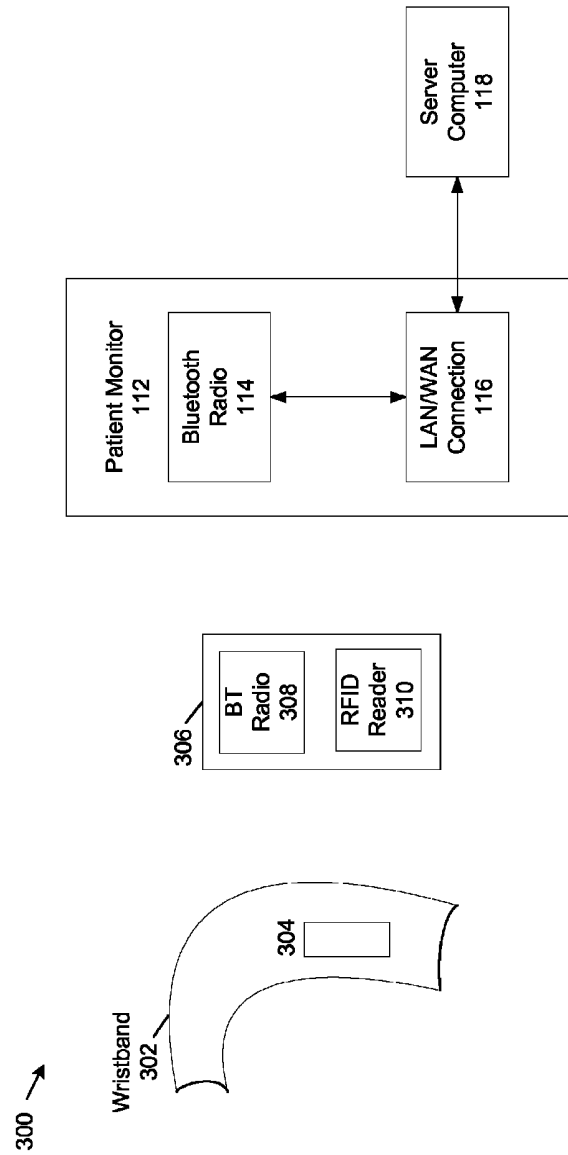 300
Wristband
302
304
306
BT
Radio
308
RFID
Reader
310
Patient Monitor
112
Bluetooth
Radio
114
LAN/WAN
Connection
116
Server
Computer
118